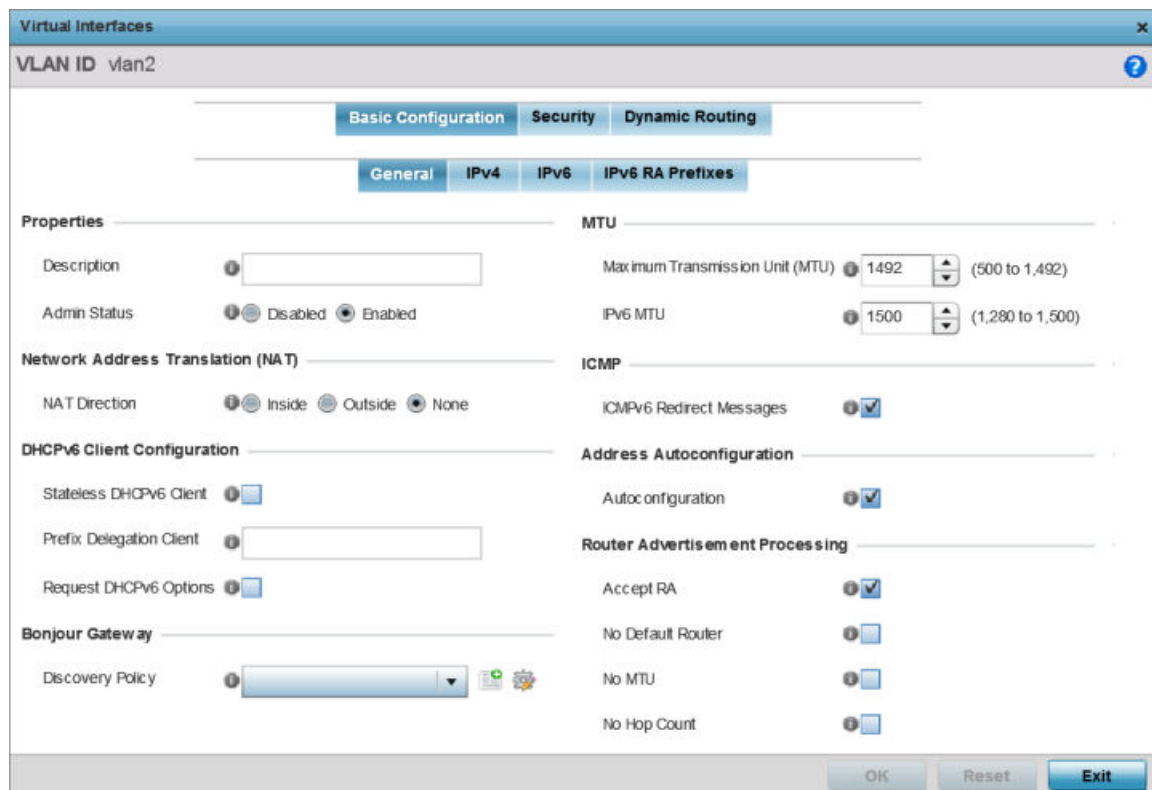 Virtual Interfaces
VLAN ID vlan2
Basic Configuration Security Dynamic Routing
General IPv4 IPv6 IPv6 RA Prefixes
Properties
Description
Admin Status Disabled Enabled
Network Address Translation (NAT)
NAT Direction Inside Outside None
DHCPv6 Client Configuration
Stateless DHCPv6 Client
Prefix Delegation Client
Request DHCPv6 Options
Bonjour Gateway
Discovery Policy
MTU
Maximum Transmission Unit (MTU) 1492 (500 to 1,492)
IPv6 MTU 1500 (1,280 to 1,500)
ICMP
ICMPv6 Redirect Messages
Address Autoconfiguration
Autoconfiguration
Router Advertisement Processing
Accept RA
No Default Router
No MTU
No Hop Count
OK Reset Exit